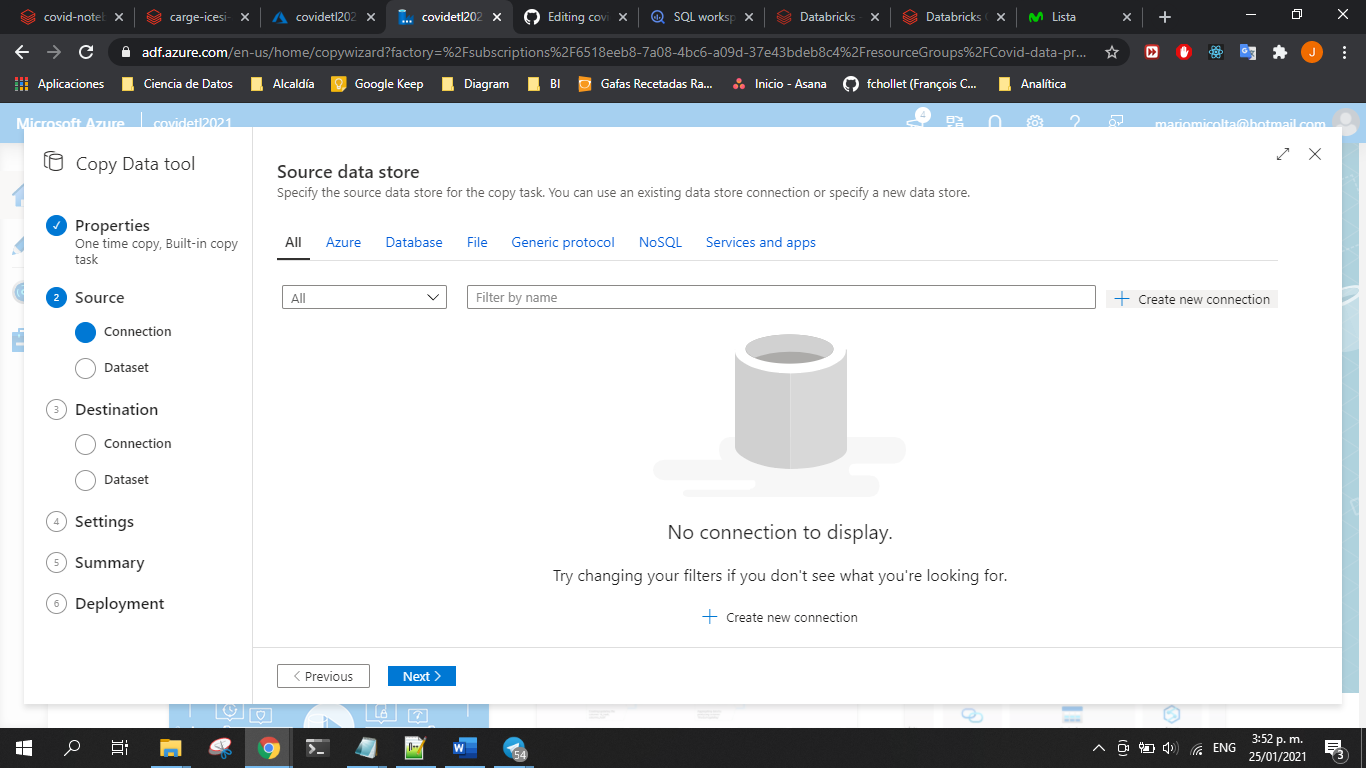 covid-noteb
carge-icesi-
covidetl202
covidetl202
Editing covi
SQL worksp
Databricks
Databricks
Lista
adf.azure.com/en-us/home/copywizard?factory=%2Fsubscriptions%2F6518eeb8-7a08-4bc6-a09d-37e43bdeb8c4%2FresourceGroups%2FCovid-data-pr...
J
Aplicaciones
Ciencia de Datos
Alcaldía
Google Keep
Diagram
BI
Gafas Recetadas Ra...
Inicio - Asana
fchollet (François C...
Analítica
Microsoft Azure
covidetl2021
4
mariomicolta@hotmail.com
Copy Data tool
Properties
One time copy, Built-in copy
task
2 Source
Connection
Dataset
3 Destination
Connection
Dataset
4 Settings
5 Summary
6 Deployment
Source data store
Specify the source data store for the copy task. You can use an existing data store connection or specify a new data store.
All
Azure
Database
File
Generic protocol
NoSQL
Services and apps
All
Filter by name
Create new connection
No connection to display.
Try changing your filters if you don't see what you're looking for.
Create new connection
Previous
Next
54
ENG
3:52 p. m.
25/01/2021
3